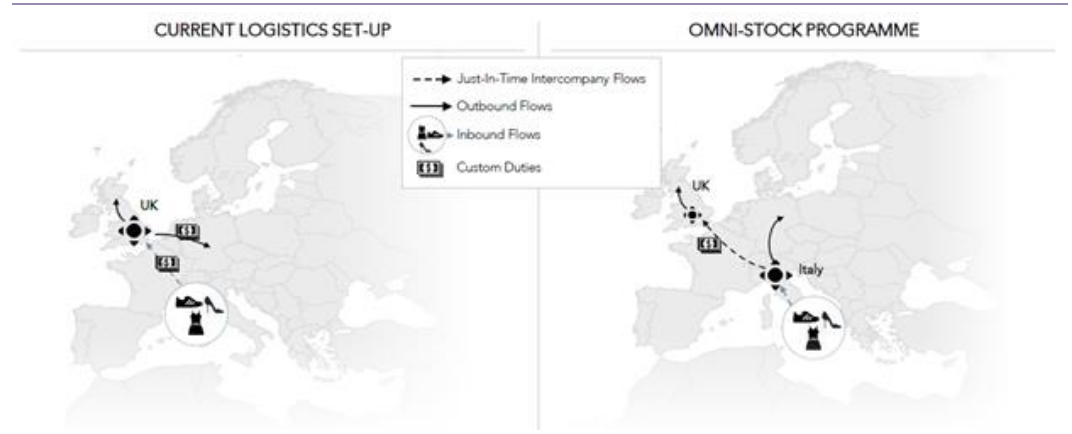 CURRENT LOGISTICS SET-UP
OMNI-STOCK PROGRAMME
Just-In-Time Intercompany Flows
Outbound Flows
Inbound Flows
Custom Duties
UK
UK
Italy